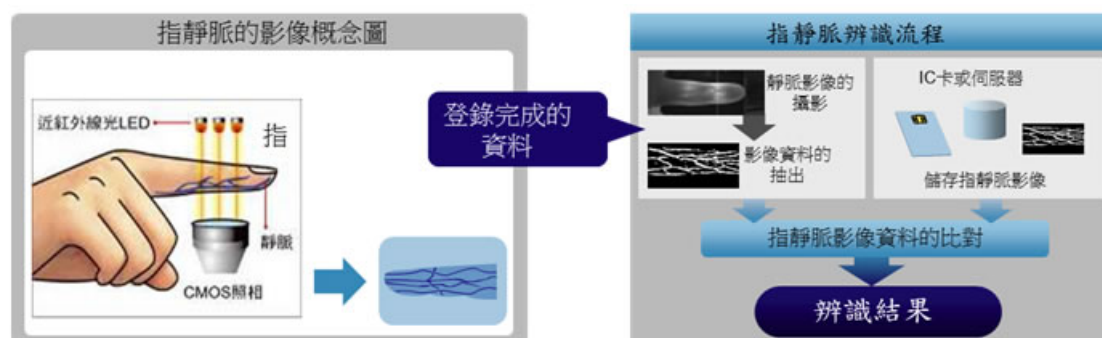 指靜脈的影像概念圖
近紅外線光LED
指
靜脈
CMOS照相
登錄完成的
資料
指靜脈辨識流程
靜脈影像的
攝影
影像資料的
抽出
IC卡或伺服器
儲存指靜脈影像
指靜脈影像資料的比對
辨識結果